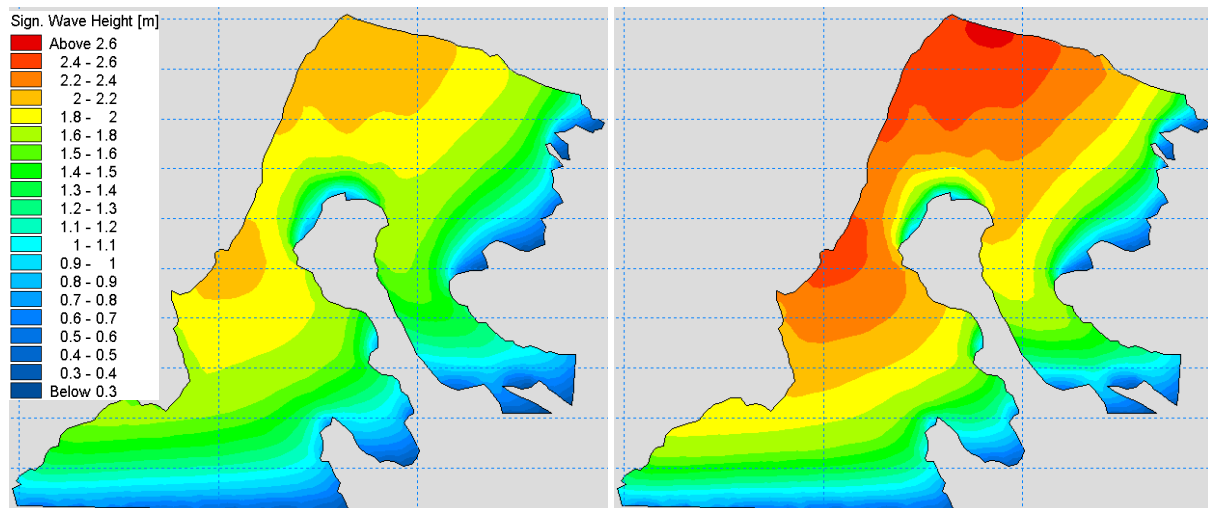 Sign. Wave Height [m]
Above 2.6
2.4 - 2.6
2.2 - 2.4
2 - 2.2
1.8 - 2
1.6 - 1.8
1.5 - 1.6
1.4 - 1.5
1.3 - 1.4
1.2 - 1.3
1.1 - 1.2
1 - 1.1
0.9 - 1
0.8 - 0.9
0.7 - 0.8
0.6 - 0.7
0.5 - 0.6
0.4 - 0.5
0.3 - 0.4
Below 0.3